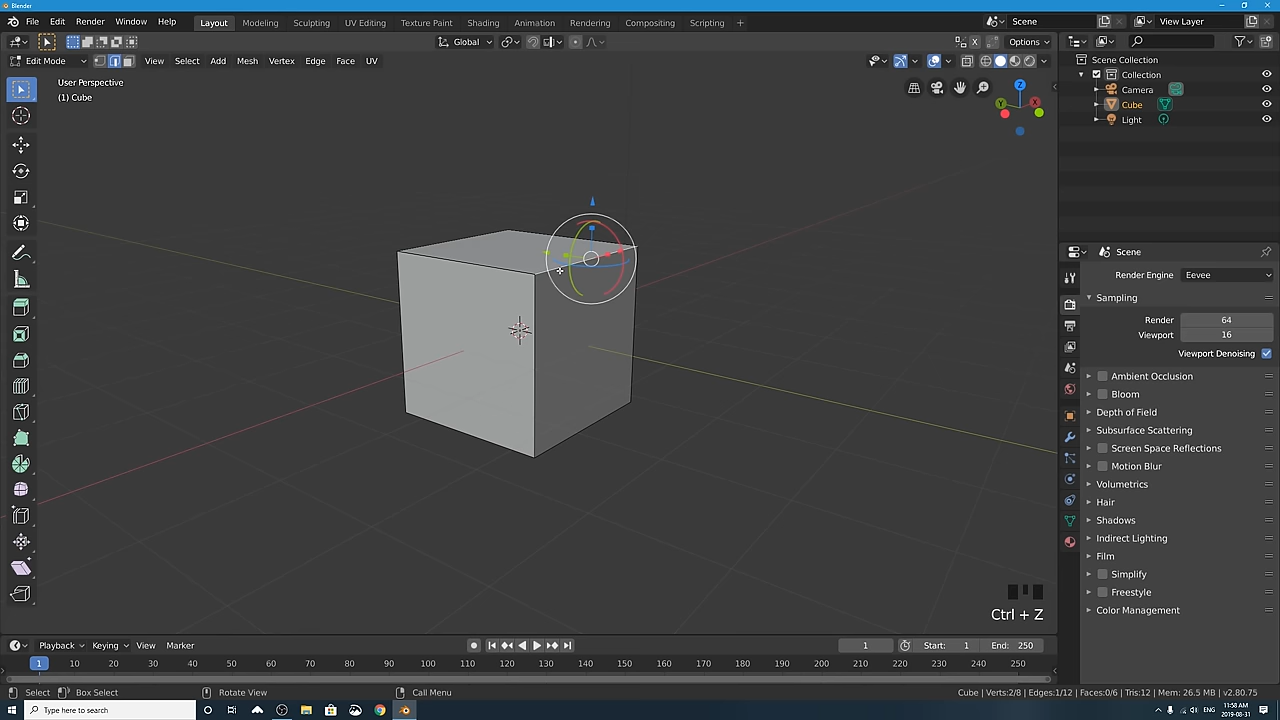 Blender
File Edit Render Window Help
Layout Modeling Sculpting UV Editing Texture Paint Shading Animation Rendering Compositing Scripting +
Scene
View Layer
Global
Options
Edit Mode
View Select Add Mesh Vertex Edge Face UV
User Perspective
(1) Cube
Z
Y
X
Scene Collection
Collection
Camera
Cube
Light
Scene
Render Engine Eevee
Sampling
Render 64
Viewport 16
Viewport Denoising
Ambient Occlusion
Bloom
Depth of Field
Subsurface Scattering
Screen Space Reflections
Motion Blur
Volumetrics
Hair
Shadows
Indirect Lighting
Film
Simplify
Freestyle
Color Management
Ctrl + Z
Playback Keying View Marker
1
Start: 1
End: 250
1 10 20 30 40 50 60 70 80 90 100 110 120 130 140 150 160 170 180 190 200 210 220 230 240 250
Select Box Select Rotate View Call Menu
Cube | Verts:2/8 | Edges:1/12 | Faces:0/6 | Tris:12 | Mem: 26.5 MB | v2.80.75
Type here to search
ENG
11:58 AM
2019-08-31